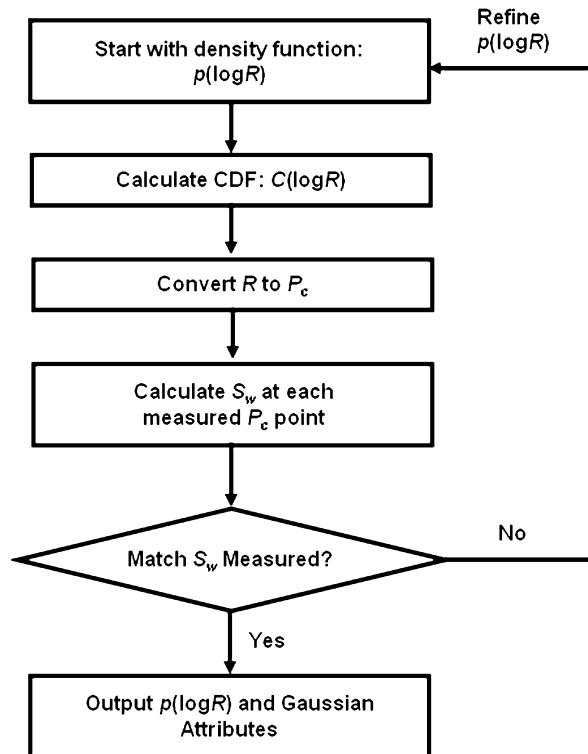 Refine
p(logR)
Start with density function:
p(logR)
Calculate CDF: C(logR)
Convert R to Pc
Calculate Sw at each
measured Pc point
Match Sw Measured?
No
Yes
Output p(logR) and Gaussian
Attributes